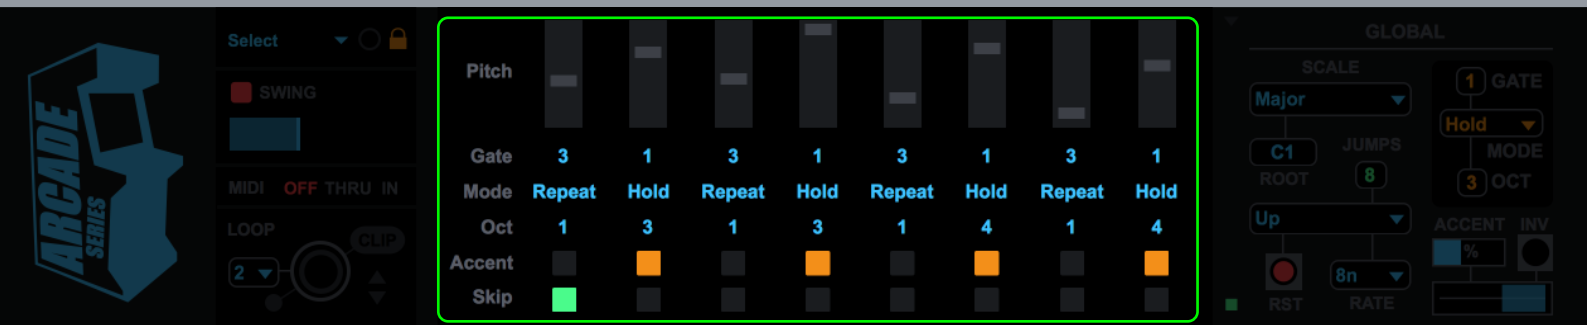 ARCADE
SERIES
Select
SWING
MIDI OFF THRU IN
LOOP
CLIP
2
Pitch
Gate 3 1 3 1 3 1 3 1
Mode Repeat Hold Repeat Hold Repeat Hold Repeat Hold
Oct 1 3 1 3 1 4 1 4
Accent
Skip
GLOBAL
SCALE
Major
C1
ROOT
JUMPS
8
Up
RST
8n
RATE
1 GATE
Hold
MODE
3 OCT
ACCENT INV
%